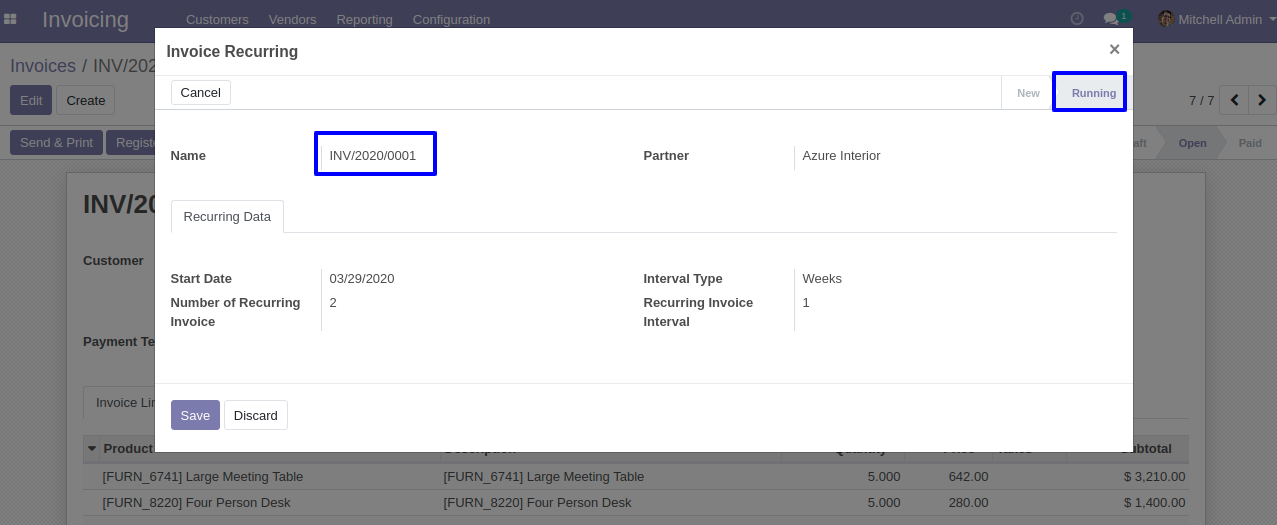 Invoicing Customers Vendors Reporting Configuration 1 Mitchell Admin
Invoice Recurring ×
Invoices / INV/202
Cancel New Running
Edit Create 7 / 7
Send & Print Registe aft Open Paid
Name INV/2020/0001 Partner Azure Interior
INV/20
Recurring Data
Customer
Start Date 03/29/2020 Interval Type Weeks
Number of Recurring Invoice 2 Recurring Invoice Interval 1
Payment Te
Invoice Lin
Save Discard
Product Subtotal
[FURN_6741] Large Meeting Table [FURN_6741] Large Meeting Table 5.000 642.00 $ 3,210.00
[FURN_8220] Four Person Desk [FURN_8220] Four Person Desk 5.000 280.00 $ 1,400.00